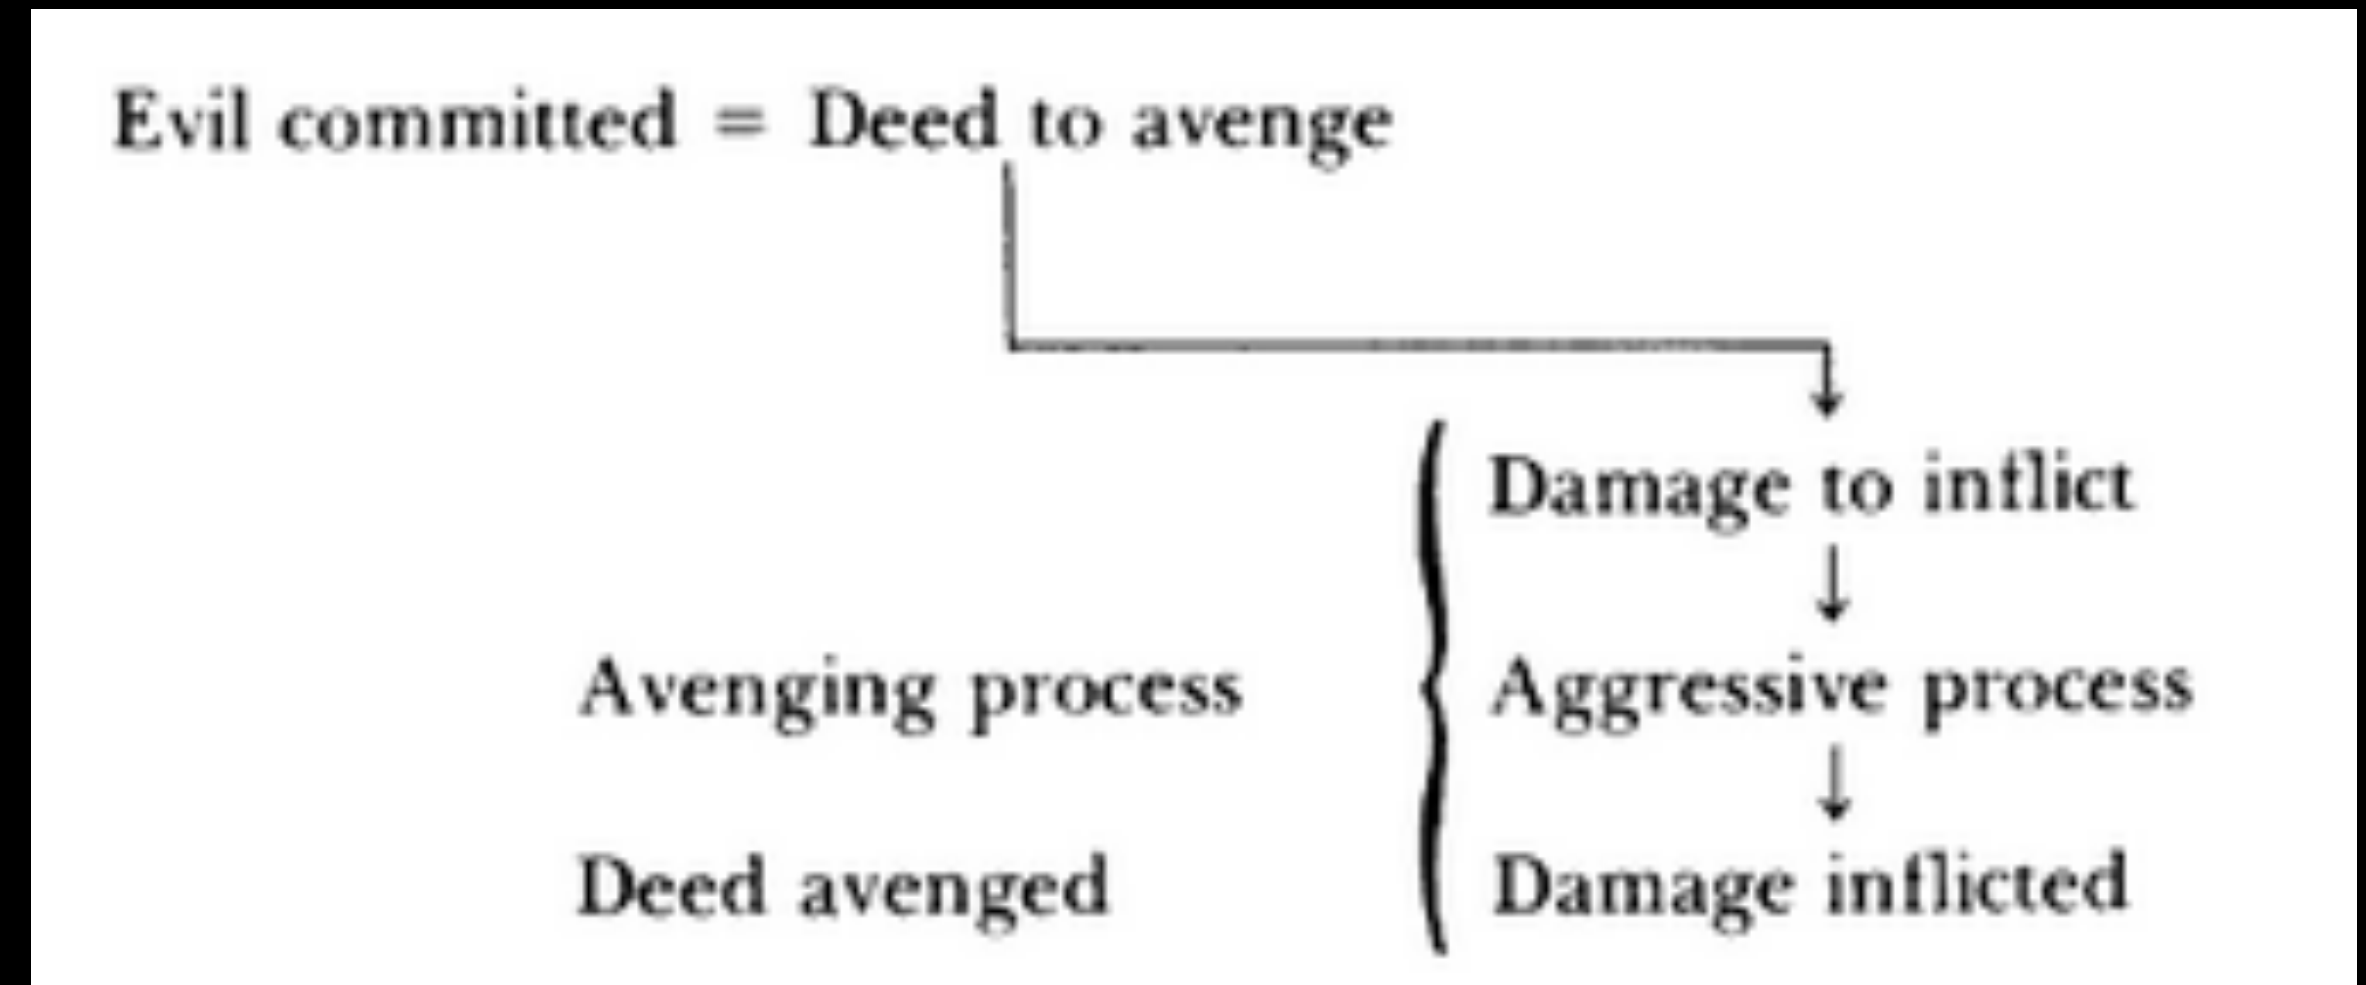 Evil committed = Deed to avenge
Damage to inflict
Avenging process Aggressive process
Deed avenged Damage inflicted